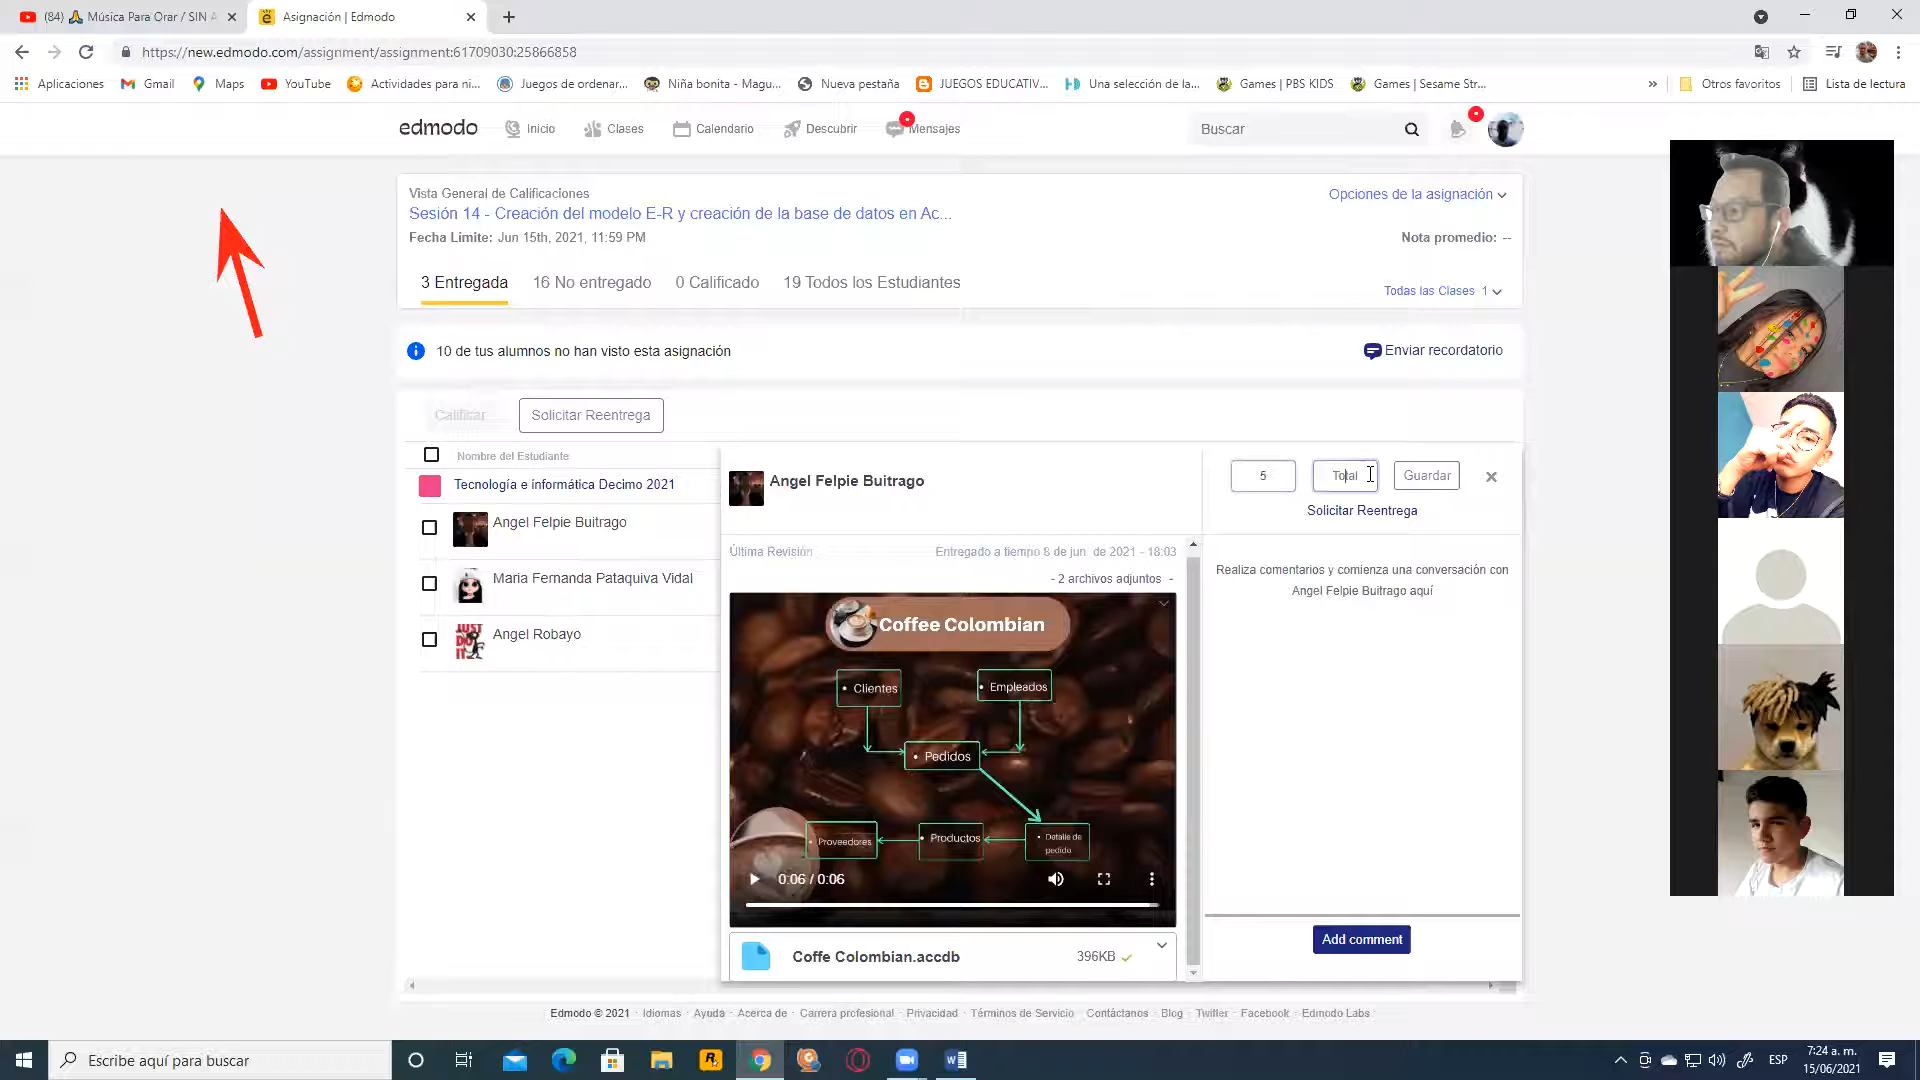 (84) 🙏 Música Para Orar / SIN A
Asignación | Edmodo
https://new.edmodo.com/assignment/assignment:61709030:25866858
Aplicaciones
Gmail
Maps
YouTube
Actividades para ni...
Juegos de ordenar...
Niña bonita - Magu...
Nueva pestaña
JUEGOS EDUCATIV...
Una selección de la...
Games | PBS KIDS
Games | Sesame Str...
»
Otros favoritos
Lista de lectura
edmodo
Inicio
Clases
Calendario
Descubrir
Mensajes
Buscar
Vista General de Calificaciones
Opciones de la asignación
Sesión 14 - Creación del modelo E-R y creación de la base de datos en Ac...
Fecha Limite: Jun 15th, 2021, 11:59 PM
Nota promedio: --
3 Entregada
16 No entregado
0 Calificado
19 Todos los Estudiantes
Todas las Clases 1
10 de tus alumnos no han visto esta asignación
Enviar recordatorio
Calificar
Solicitar Reentrega
Nombre del Estudiante
Tecnología e informática Decimo 2021
Angel Felpie Buitrago
Maria Fernanda Pataquiva Vidal
JUST DO IT
Angel Robayo
Angel Felpie Buitrago
5
Total
Guardar
Solicitar Reentrega
Última Revisión
Entregado a tiempo 8 de jun. de 2021 - 18:03
- 2 archivos adjuntos -
Realiza comentarios y comienza una conversación con
Angel Felpie Buitrago aquí
Coffee Colombian
• Clientes
• Empleados
• Pedidos
• Proveedores
• Productos
• Detalle de
pedido
0:06 / 0:06
Coffe Colombian.accdb
396KB
Add comment
Edmodo © 2021 · Idiomas · Ayuda · Acerca de · Carrera profesional · Privacidad · Términos de Servicio · Contáctanos · Blog · Twitter · Facebook · Edmodo Labs
Escribe aquí para buscar
ESP
7:24 a. m.
15/06/2021